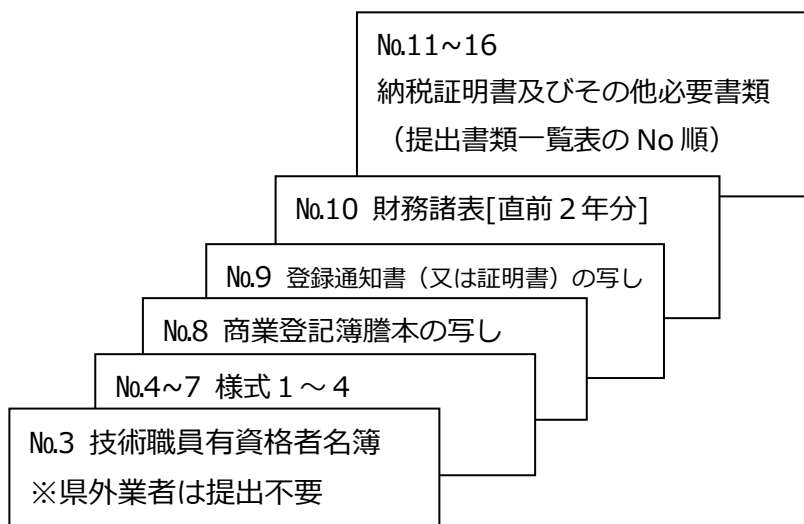 №11~16
納税証明書及びその他必要書類
（提出書類一覧表の No 順）
№10 財務諸表[直前２年分]
№9 登録通知書（又は証明書）の写し
№8 商業登記簿謄本の写し
№4~7 様式１～４
№3 技術職員有資格者名簿
※県外業者は提出不要